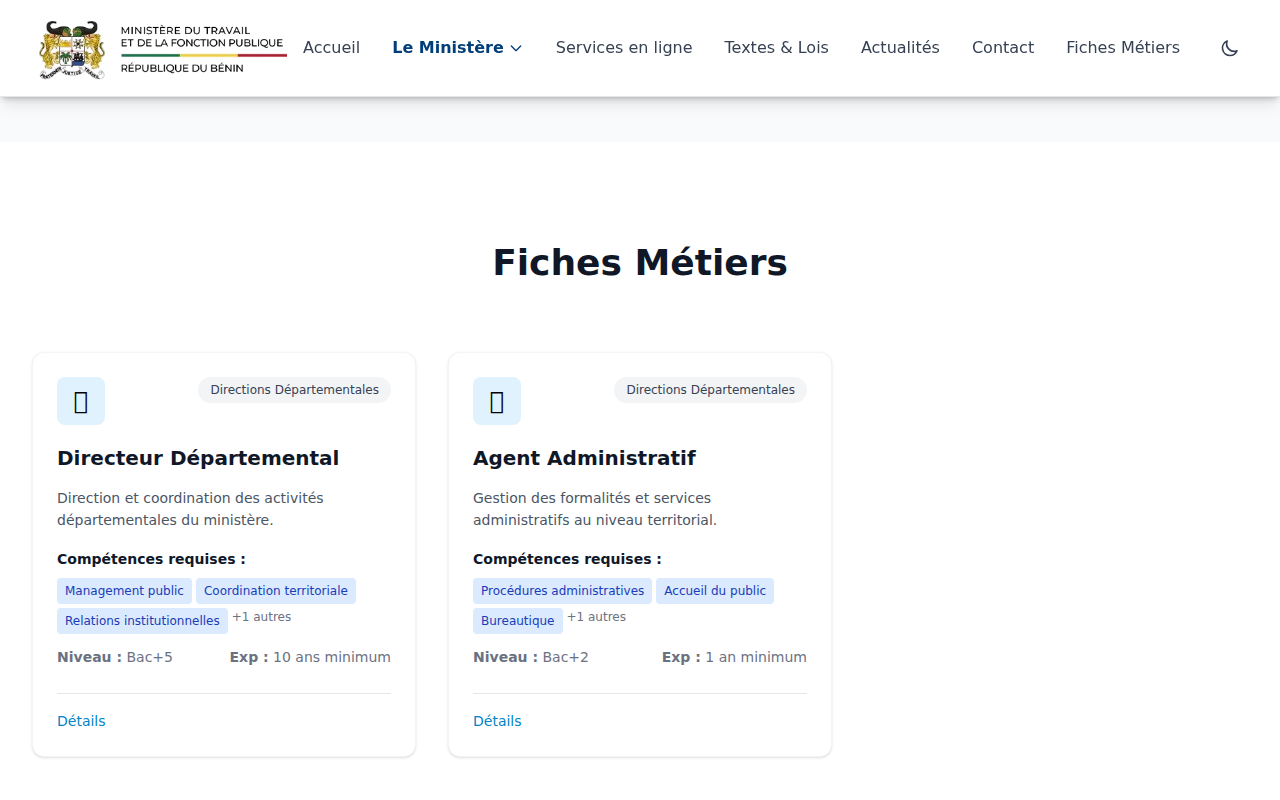 MINISTÈRE DU TRAVAIL
ET DE LA FONCTION PUBLIQUE
RÉPUBLIQUE DU BÉNIN
Accueil
Le Ministère
Services en ligne
Textes & Lois
Actualités
Contact
Fiches Métiers
Fiches Métiers
Directions Départementales
Directeur Départemental
Direction et coordination des activités
départementales du ministère.
Compétences requises :
Management public
Coordination territoriale
Relations institutionnelles
+1 autres
Niveau : Bac+5
Exp : 10 ans minimum
Détails
Directions Départementales
Agent Administratif
Gestion des formalités et services
administratifs au niveau territorial.
Compétences requises :
Procédures administratives
Accueil du public
Bureautique
+1 autres
Niveau : Bac+2
Exp : 1 an minimum
Détails